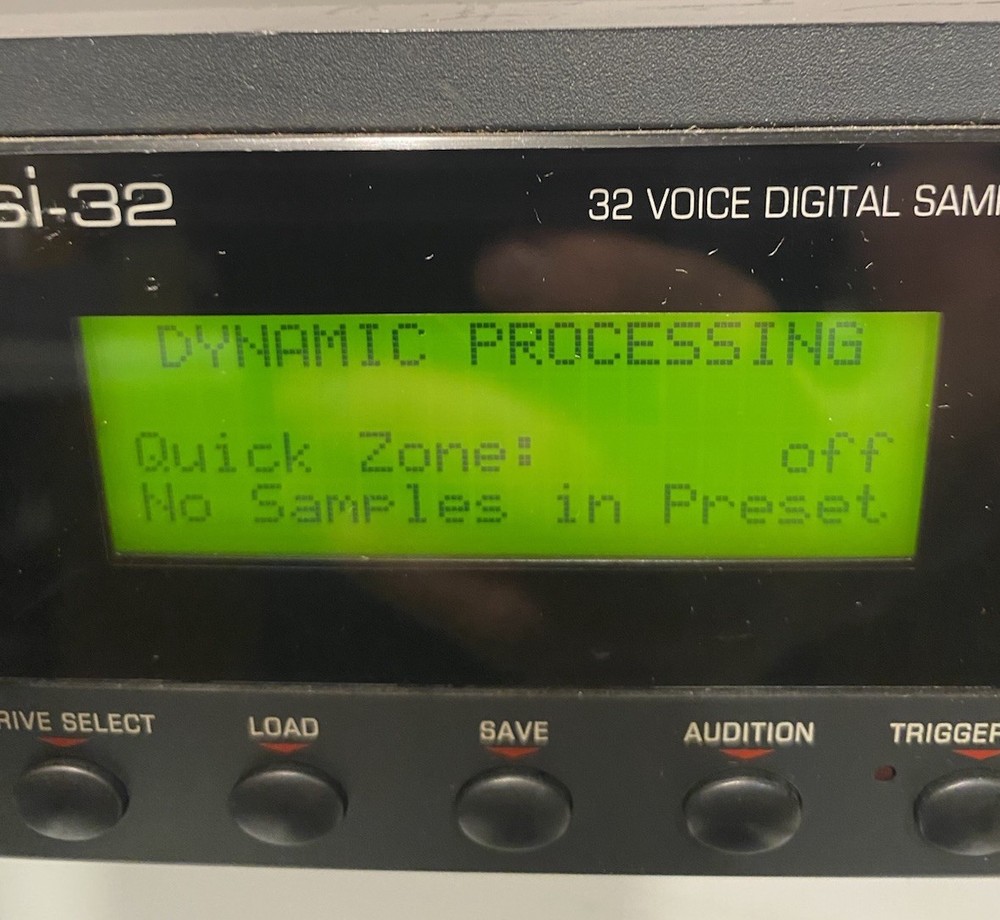 si-32
32 VOICE DIGITAL SAM
DYNAMIC PROCESSING
Quick Zone: off
No Samples in Preset
RIVE SELECT
LOAD
SAVE
AUDITION
TRIGGER